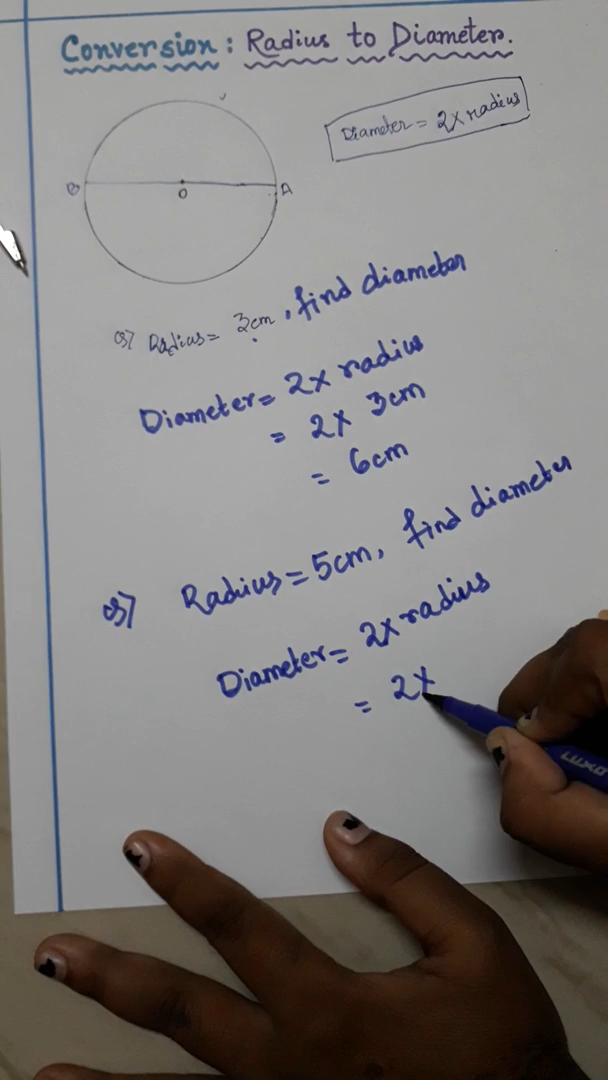 Conversion: Radius to Diameter.
Diameter = 2x radius
B O A
Radius = 3cm, find diameter
Diameter = 2x radius
= 2x 3cm
= 6cm
Radius = 5cm, find diameter
Diameter = 2x radius
= 2x
LUXO